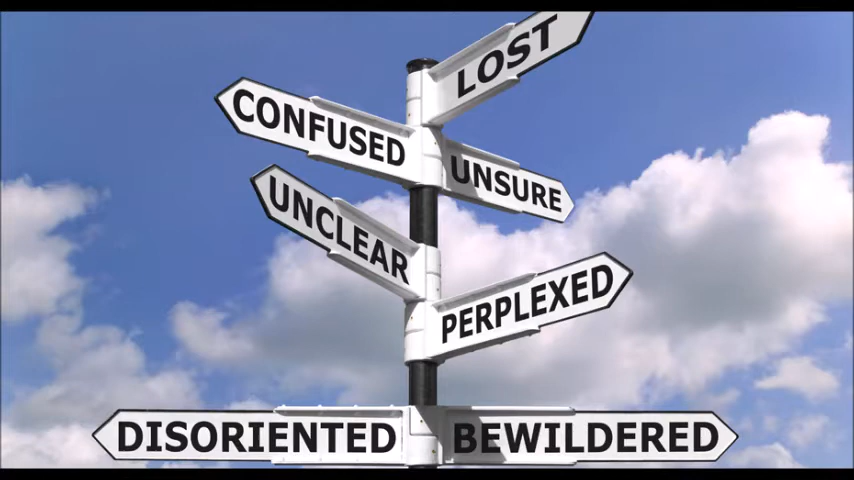 LOST
CONFUSED
UNSURE
UNCLEAR
PERPLEXED
DISORIENTED
BEWILDERED